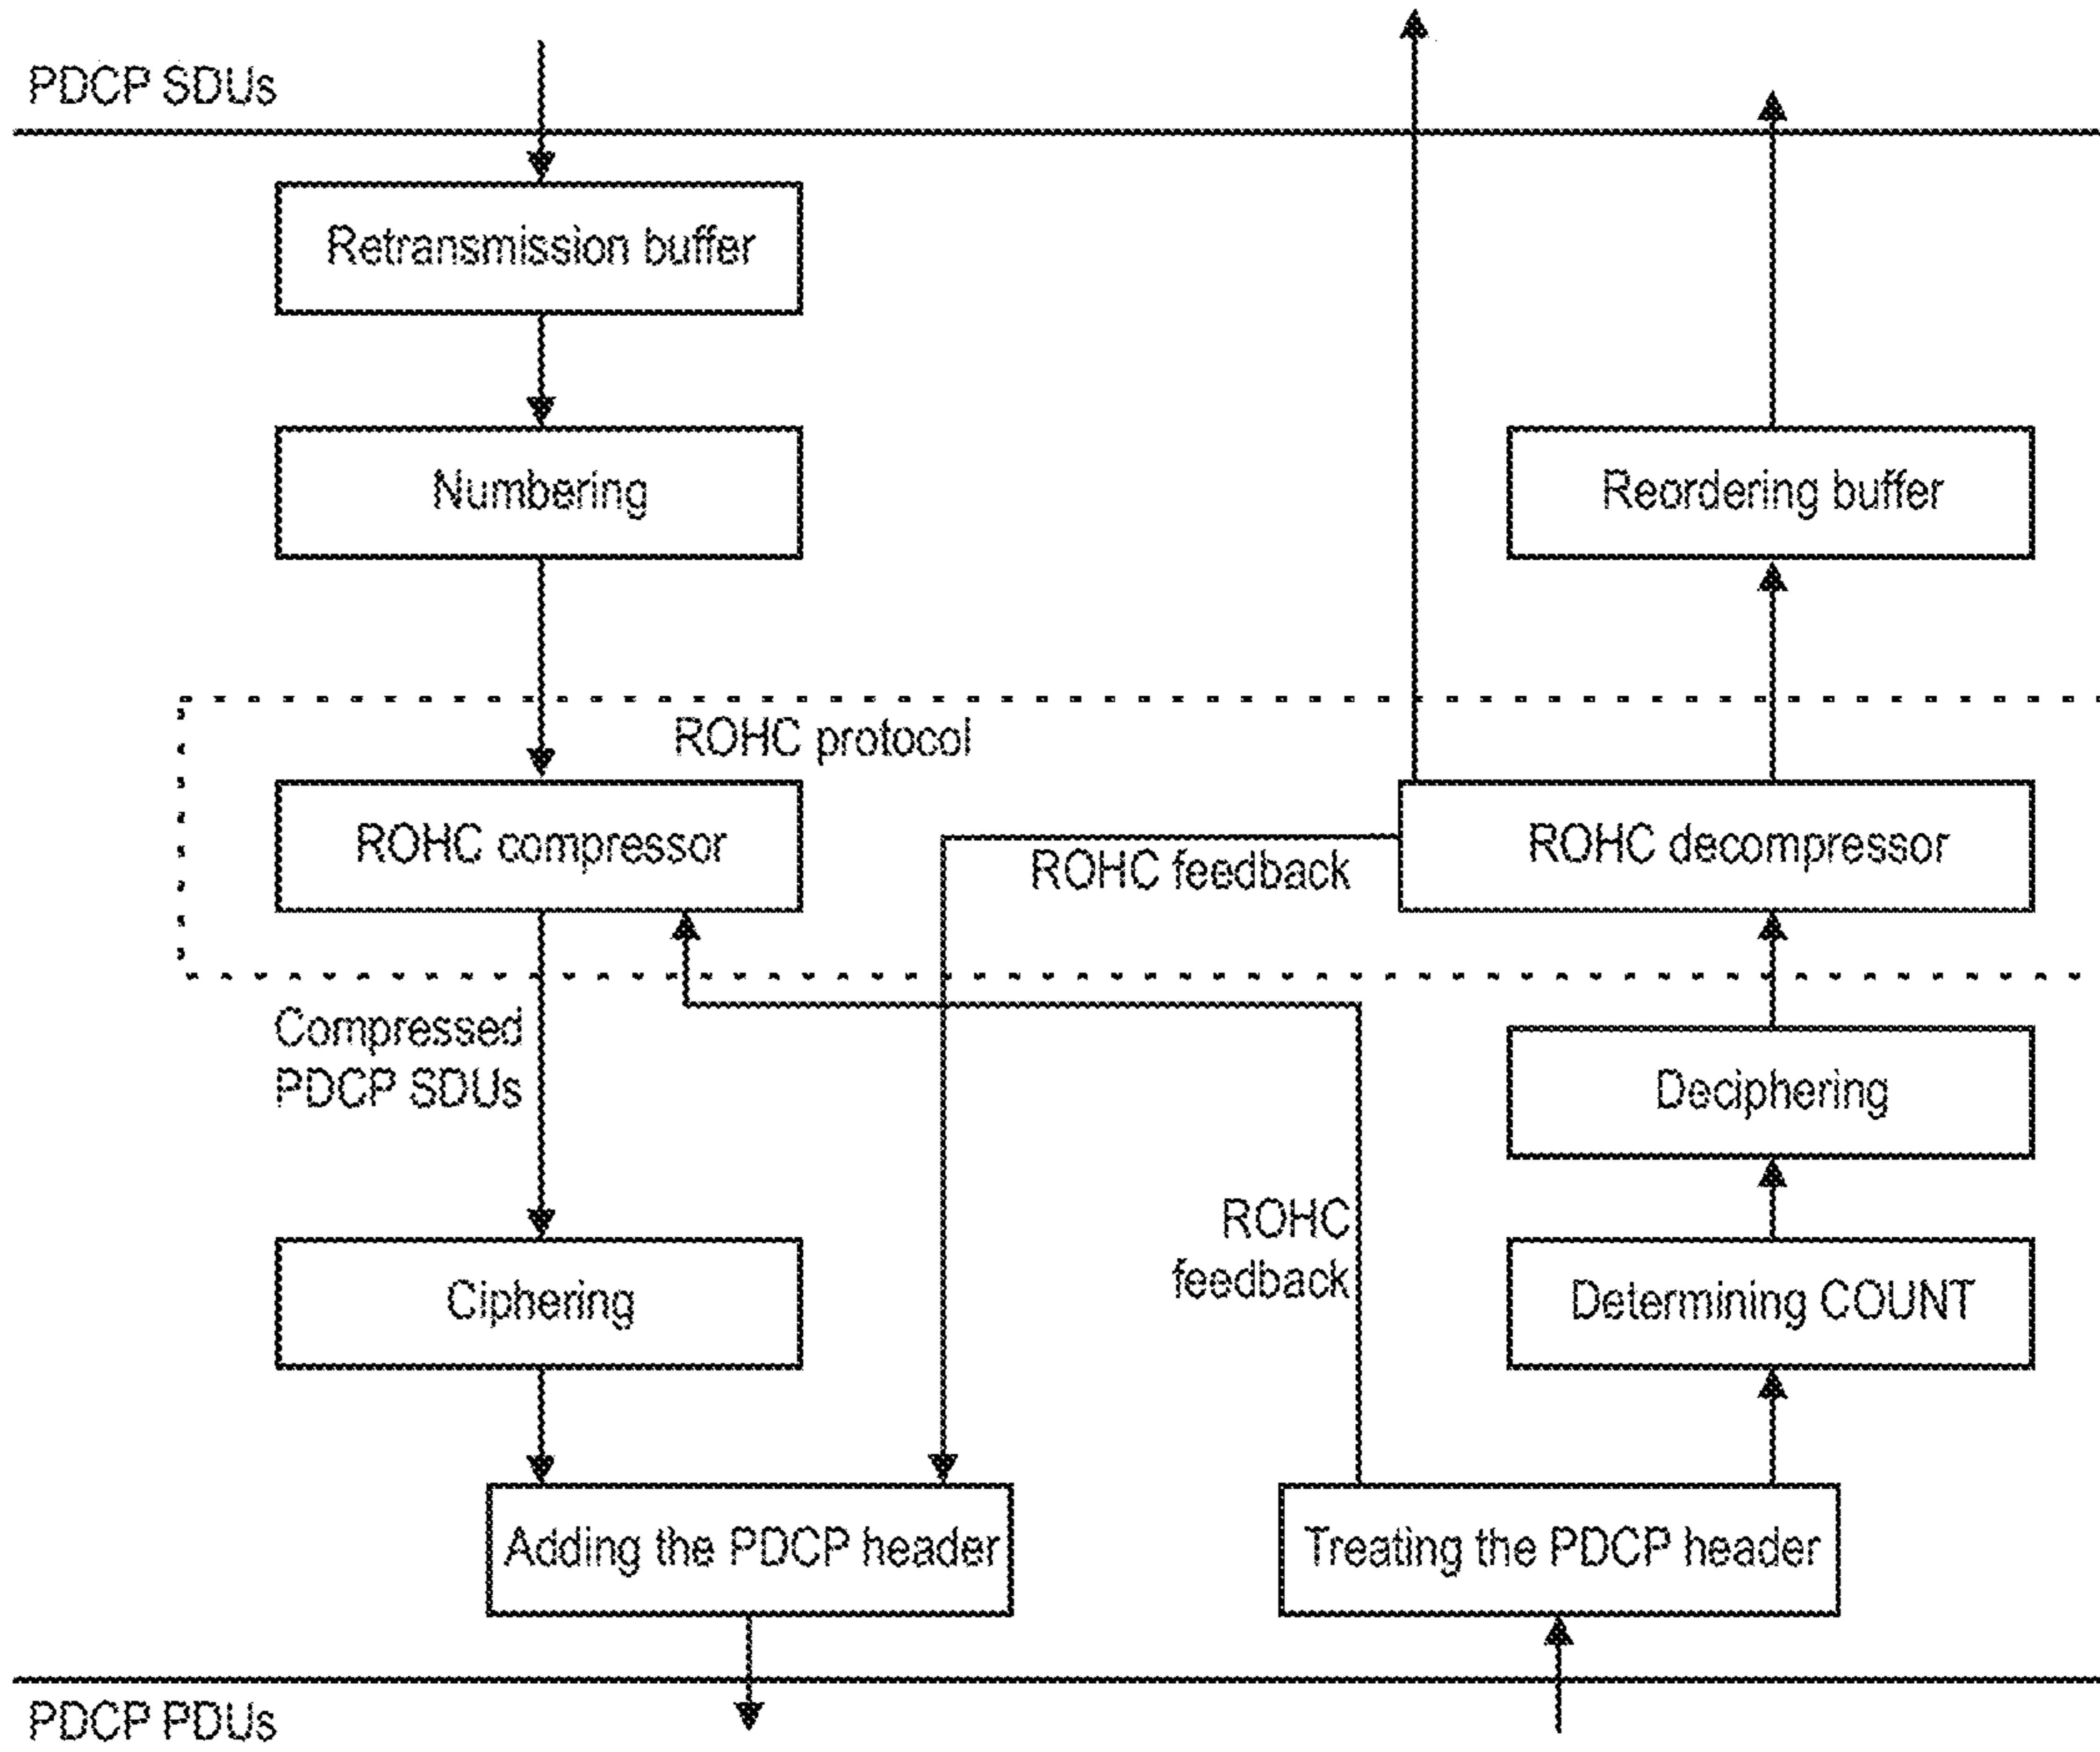 PDCP SDUs
Retransmission buffer
Numbering
Reordering buffer
ROHC protocol
ROHC compressor
ROHC feedback
ROHC decompressor
Compressed
PDCP SDUs
Deciphering
ROHC
feedback
Ciphering
Determining COUNT
Adding the PDCP header
Treating the PDCP header
PDCP PDUs